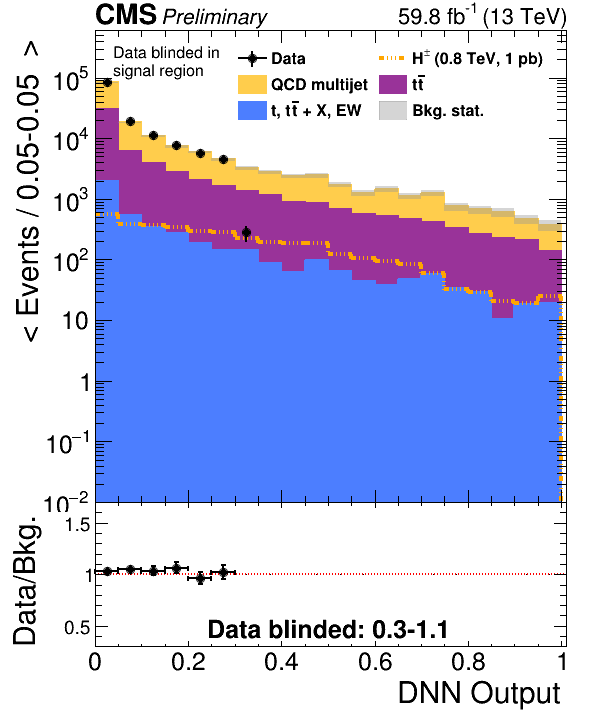 CMS Preliminary 59.8 fb⁻¹ (13 TeV)
Data blinded in
signal region
Data
H± (0.8 TeV, 1 pb)
QCD multijet
tt̄
t, tt̄ + X, EW
Bkg. stat.
< Events / 0.05-0.05 >
10⁵
10⁴
10³
10²
10
1
10⁻¹
10⁻²
Data/Bkg.
1.5
1
0.5
Data blinded: 0.3-1.1
0 0.2 0.4 0.6 0.8 1
DNN Output